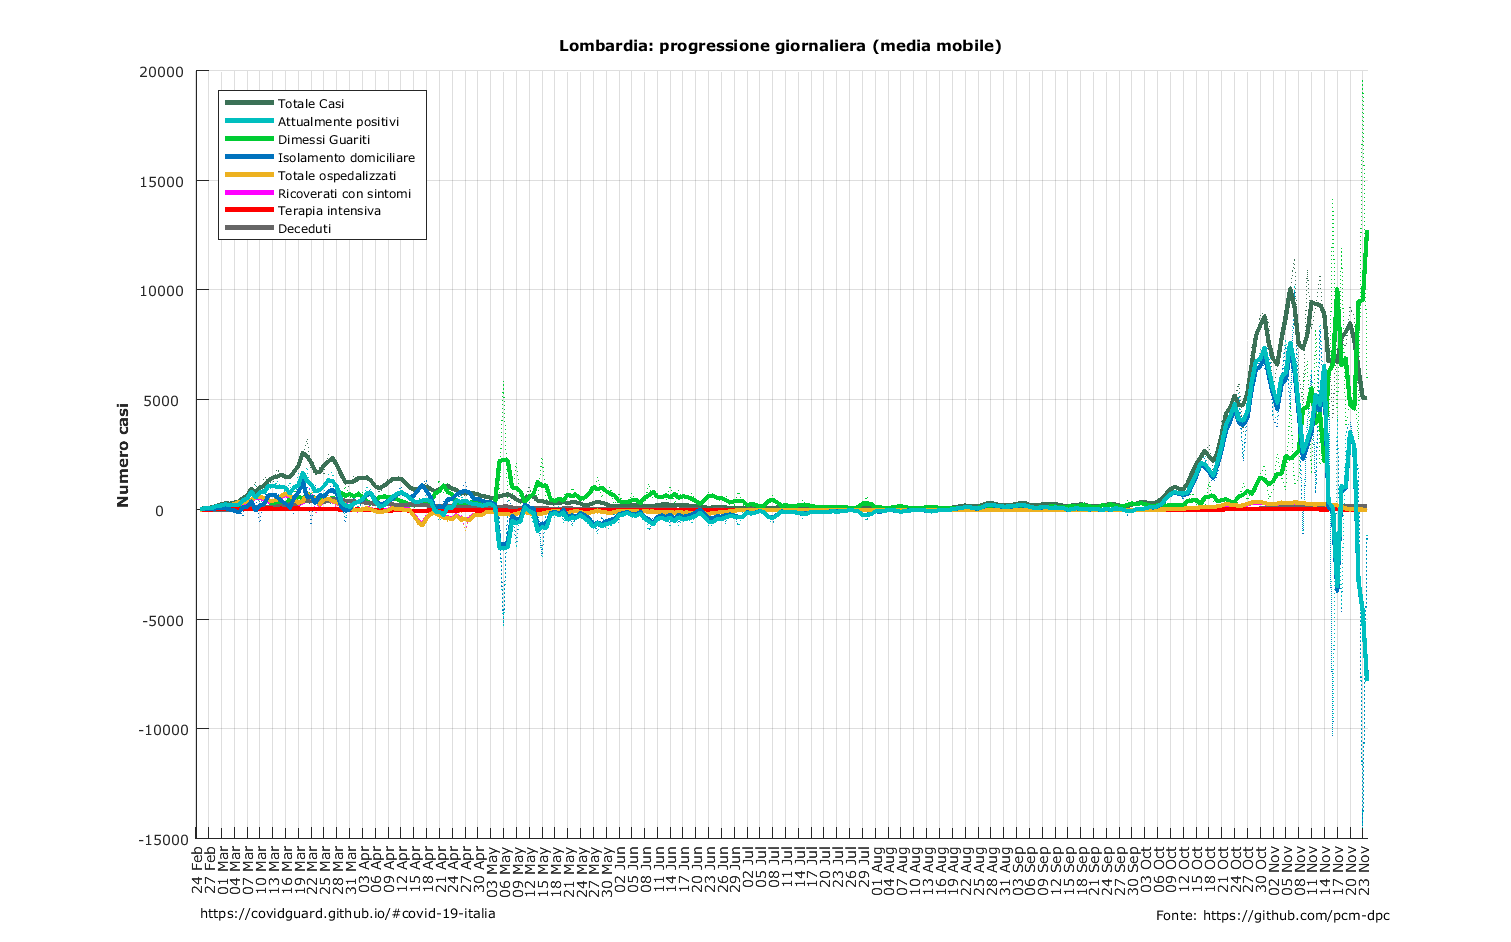 Lombardia: progressione giornaliera (media mobile)
Numero casi
20000
15000
10000
5000
0
-5000
-10000
-15000
Totale Casi
Attualmente positivi
Dimessi Guariti
Isolamento domiciliare
Totale ospedalizzati
Ricoverati con sintomi
Terapia intensiva
Deceduti
24 Feb
27 Feb
01 Mar
04 Mar
07 Mar
10 Mar
13 Mar
16 Mar
19 Mar
22 Mar
25 Mar
28 Mar
31 Mar
03 Apr
06 Apr
09 Apr
12 Apr
15 Apr
18 Apr
21 Apr
24 Apr
27 Apr
30 Apr
03 May
06 May
09 May
12 May
15 May
18 May
21 May
24 May
27 May
30 May
02 Jun
05 Jun
08 Jun
11 Jun
14 Jun
17 Jun
20 Jun
23 Jun
26 Jun
29 Jun
02 Jul
05 Jul
08 Jul
11 Jul
14 Jul
17 Jul
20 Jul
23 Jul
26 Jul
29 Jul
01 Aug
04 Aug
07 Aug
10 Aug
13 Aug
16 Aug
19 Aug
22 Aug
25 Aug
28 Aug
31 Aug
03 Sep
06 Sep
09 Sep
12 Sep
15 Sep
18 Sep
21 Sep
24 Sep
27 Sep
30 Sep
03 Oct
06 Oct
09 Oct
12 Oct
15 Oct
18 Oct
21 Oct
24 Oct
27 Oct
30 Oct
02 Nov
05 Nov
08 Nov
11 Nov
14 Nov
17 Nov
20 Nov
23 Nov
https://covidguard.github.io/#covid-19-italia
Fonte: https://github.com/pcm-dpc